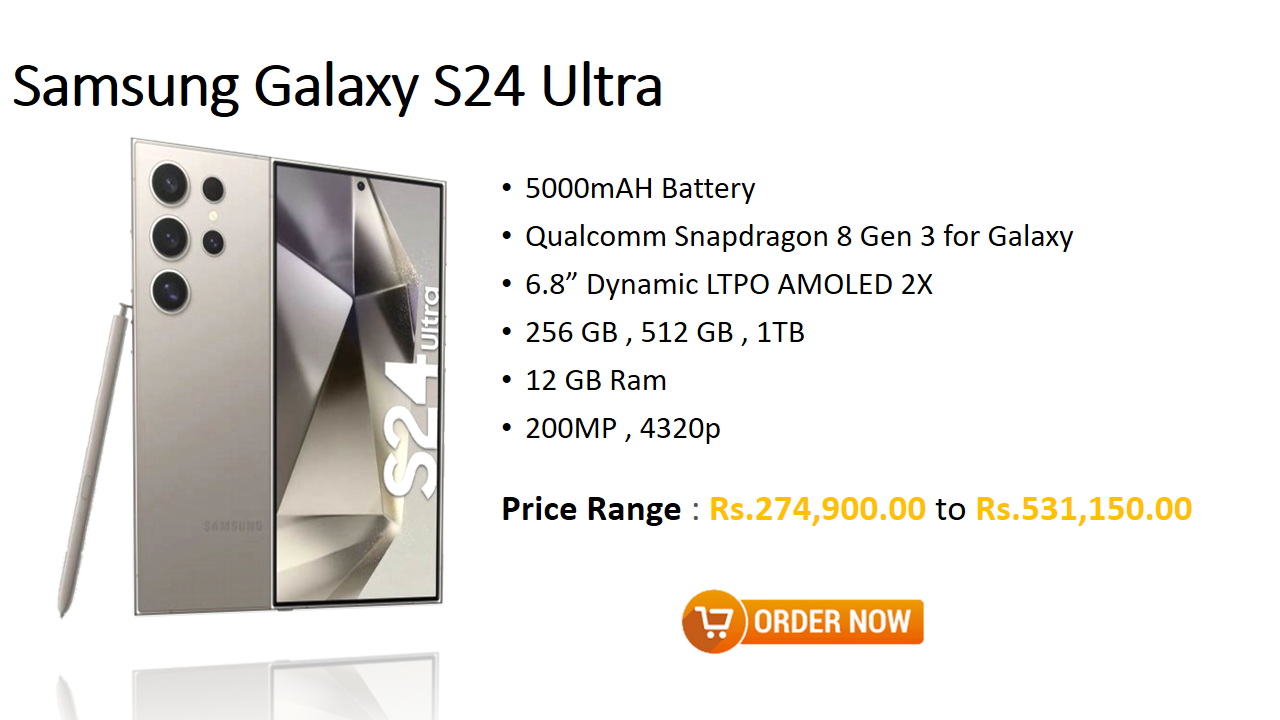 Samsung Galaxy S24 Ultra
• 5000mAH Battery
• Qualcomm Snapdragon 8 Gen 3 for Galaxy
• 6.8” Dynamic LTPO AMOLED 2X
• 256 GB , 512 GB , 1TB
• 12 GB Ram
• 200MP , 4320p
S24 Ultra
SAMSUNG
Price Range : Rs.274,900.00 to Rs.531,150.00
ORDER NOW